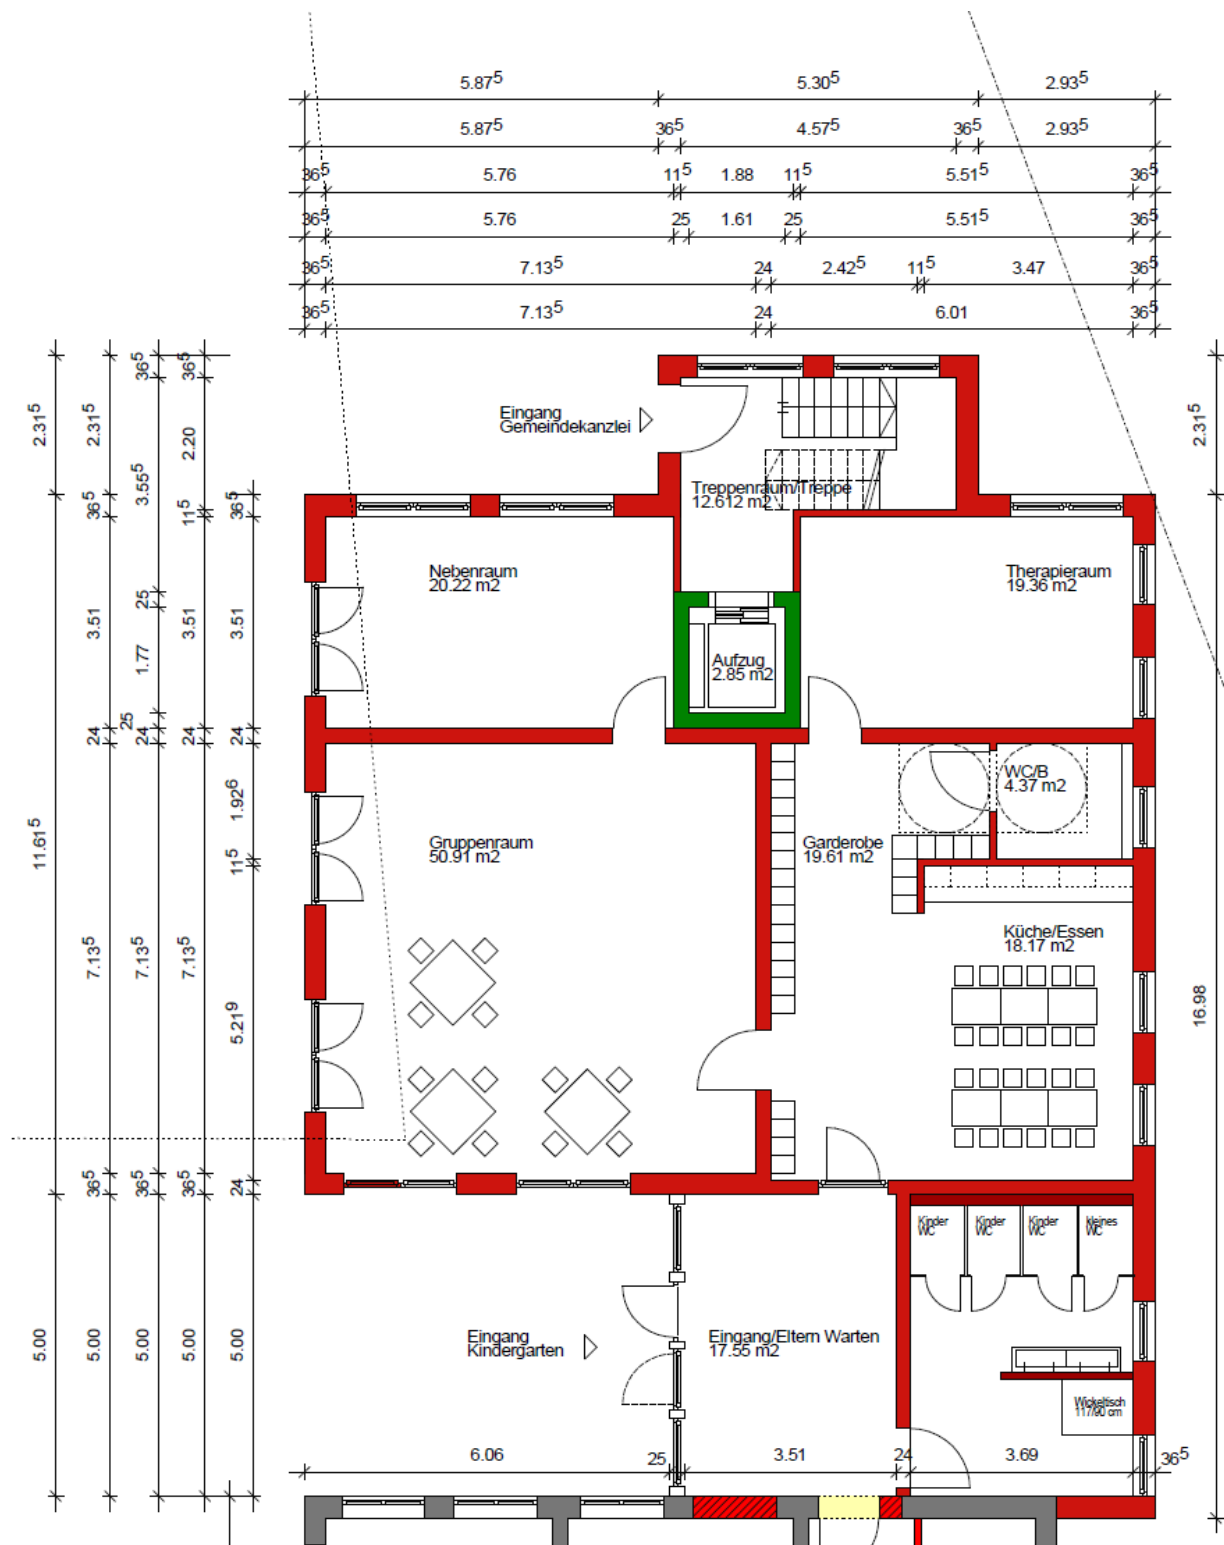 5.87⁵ 5.30⁵ 2.93⁵
5.87⁵ 36⁵ 4.57⁵ 36⁵ 2.93⁵
36⁵ 5.76 11⁵ 1.88 11⁵ 5.51⁵ 36⁵
36⁵ 5.76 25 1.61 25 5.51⁵ 36⁵
36⁵ 7.13⁵ 24 2.42⁵ 11⁵ 3.47 36⁵
36⁵ 7.13⁵ 24 6.01 36⁵
2.31⁵
11.61⁵
5.00
2.31⁵
36⁵
3.51
24
7.13⁵
36⁵
5.00
36⁵
3.55⁵
25
1.77
25
24
7.13⁵
36⁵
5.00
36⁵
2.20
11⁵
3.51
24
7.13⁵
36⁵
5.00
36⁵
3.51
24
1.92⁶
11⁵
5.21⁹
24
5.00
Eingang
Gemeindekanzlei
Treppenraum/Treppe
12.612 m2
Nebenraum
20.22 m2
Therapieraum
19.36 m2
Aufzug
2.85 m2
WC/B
4.37 m2
Gruppenraum
50.91 m2
Garderobe
19.61 m2
Küche/Essen
18.17 m2
Kinder
WC
Kinder
WC
Kinder
WC
kleines
WC
Eingang
Kindergarten
Eingang/Eltern Warten
17.55 m2
Wickeltisch
117/90 cm
6.06 25 3.51 24 3.69 36⁵
2.31⁵
16.98